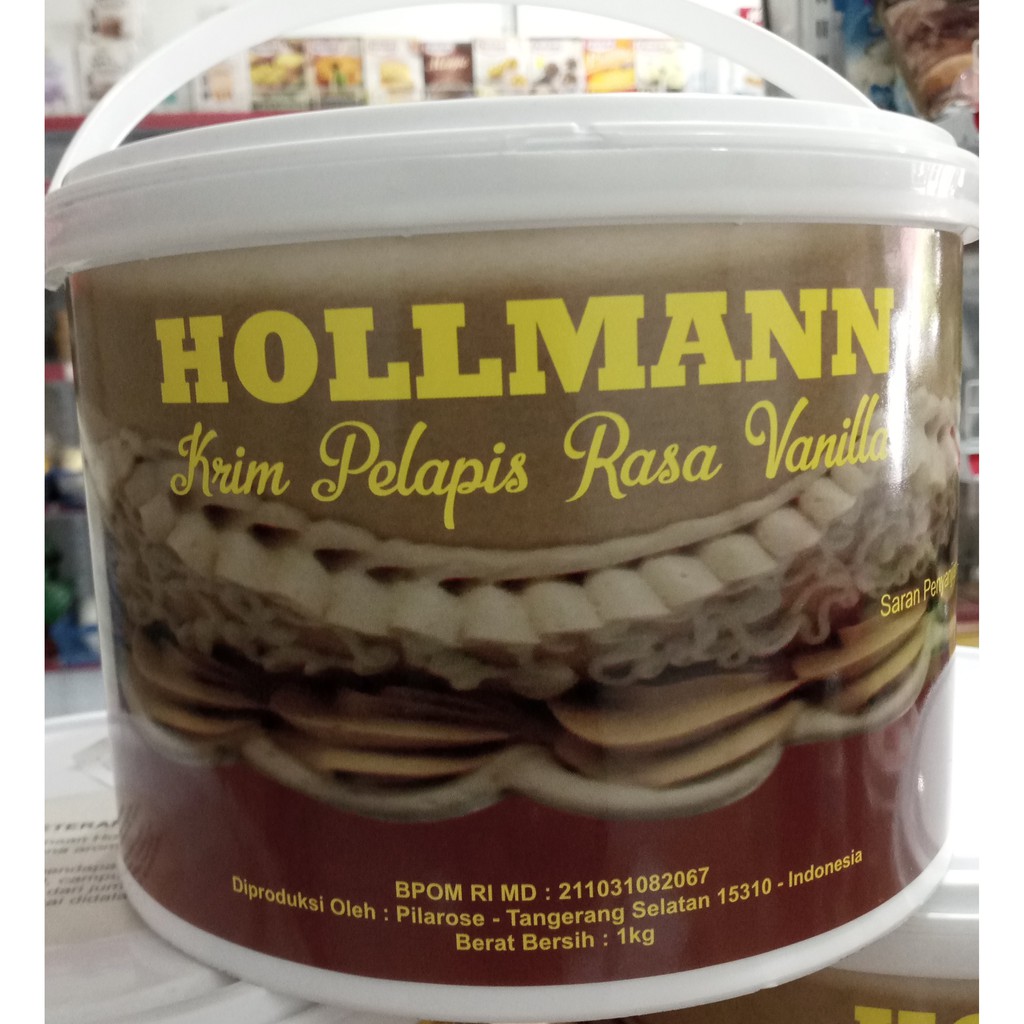 HOLLMANN
Krim Pelapis Rasa Vanilla
Saran
BPOM RI MD : 211031082067
Diproduksi Oleh : Pilarose - Tangerang Selatan 15310 - Indonesia
Berat Bersih : 1kg